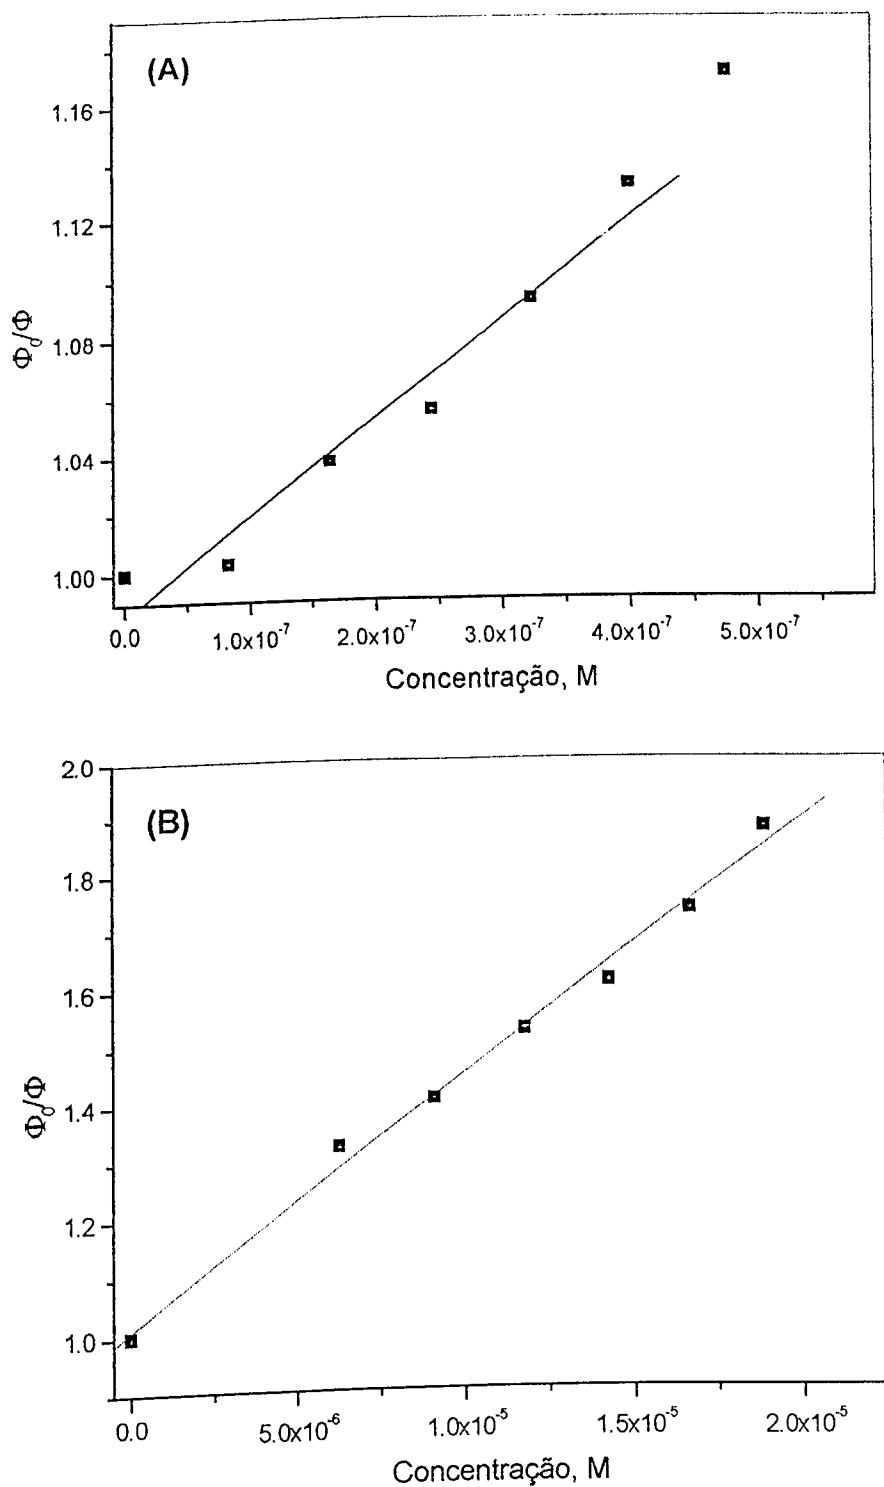 (A)
1.16
1.12
1.08
1.04
1.00
Φ₀/Φ
0.0
1.0x10⁻⁷
2.0x10⁻⁷
3.0x10⁻⁷
4.0x10⁻⁷
5.0x10⁻⁷
Concentração, M
(B)
2.0
1.8
1.6
1.4
1.2
1.0
Φ₀/Φ
0.0
5.0x10⁻⁶
1.0x10⁻⁵
1.5x10⁻⁵
2.0x10⁻⁵
Concentração, M